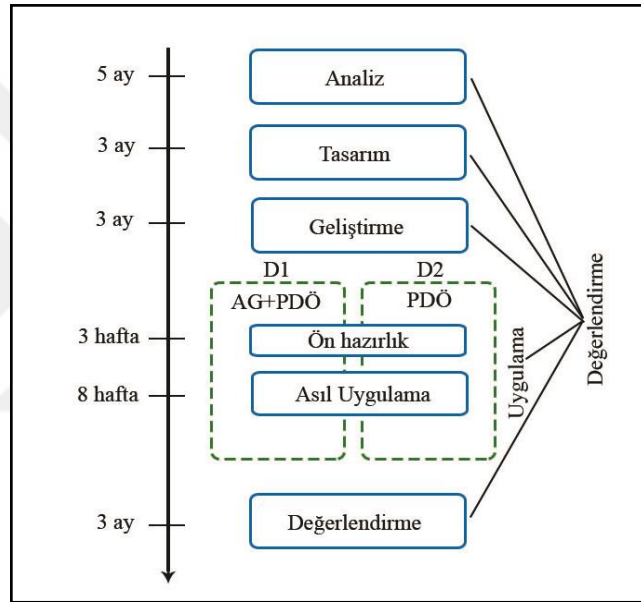 5 ay
Analiz
3 ay
Tasarım
3 ay
Geliştirme
D1
D2
AG+PDÖ
PDÖ
3 hafta
Ön hazırlık
8 hafta
Asıl Uygulama
Uygulama
Değerlendirme
3 ay
Değerlendirme